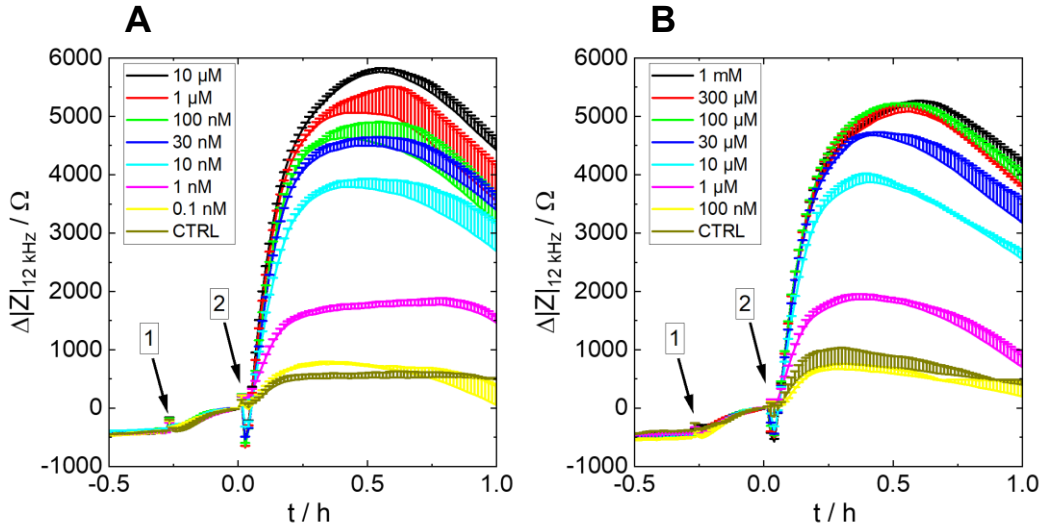 A
6000
5000
4000
3000
2000
1000
0
-1000
Δ|Z|12 kHz / Ω
10 µM
1 µM
100 nM
30 nM
10 nM
1 nM
0.1 nM
CTRL
1
2
-0.5
0.0
0.5
1.0
t / h
B
6000
5000
4000
3000
2000
1000
0
-1000
Δ|Z|12 kHz / Ω
1 mM
300 µM
100 µM
30 µM
10 µM
1 µM
100 nM
CTRL
1
2
-0.5
0.0
0.5
1.0
t / h